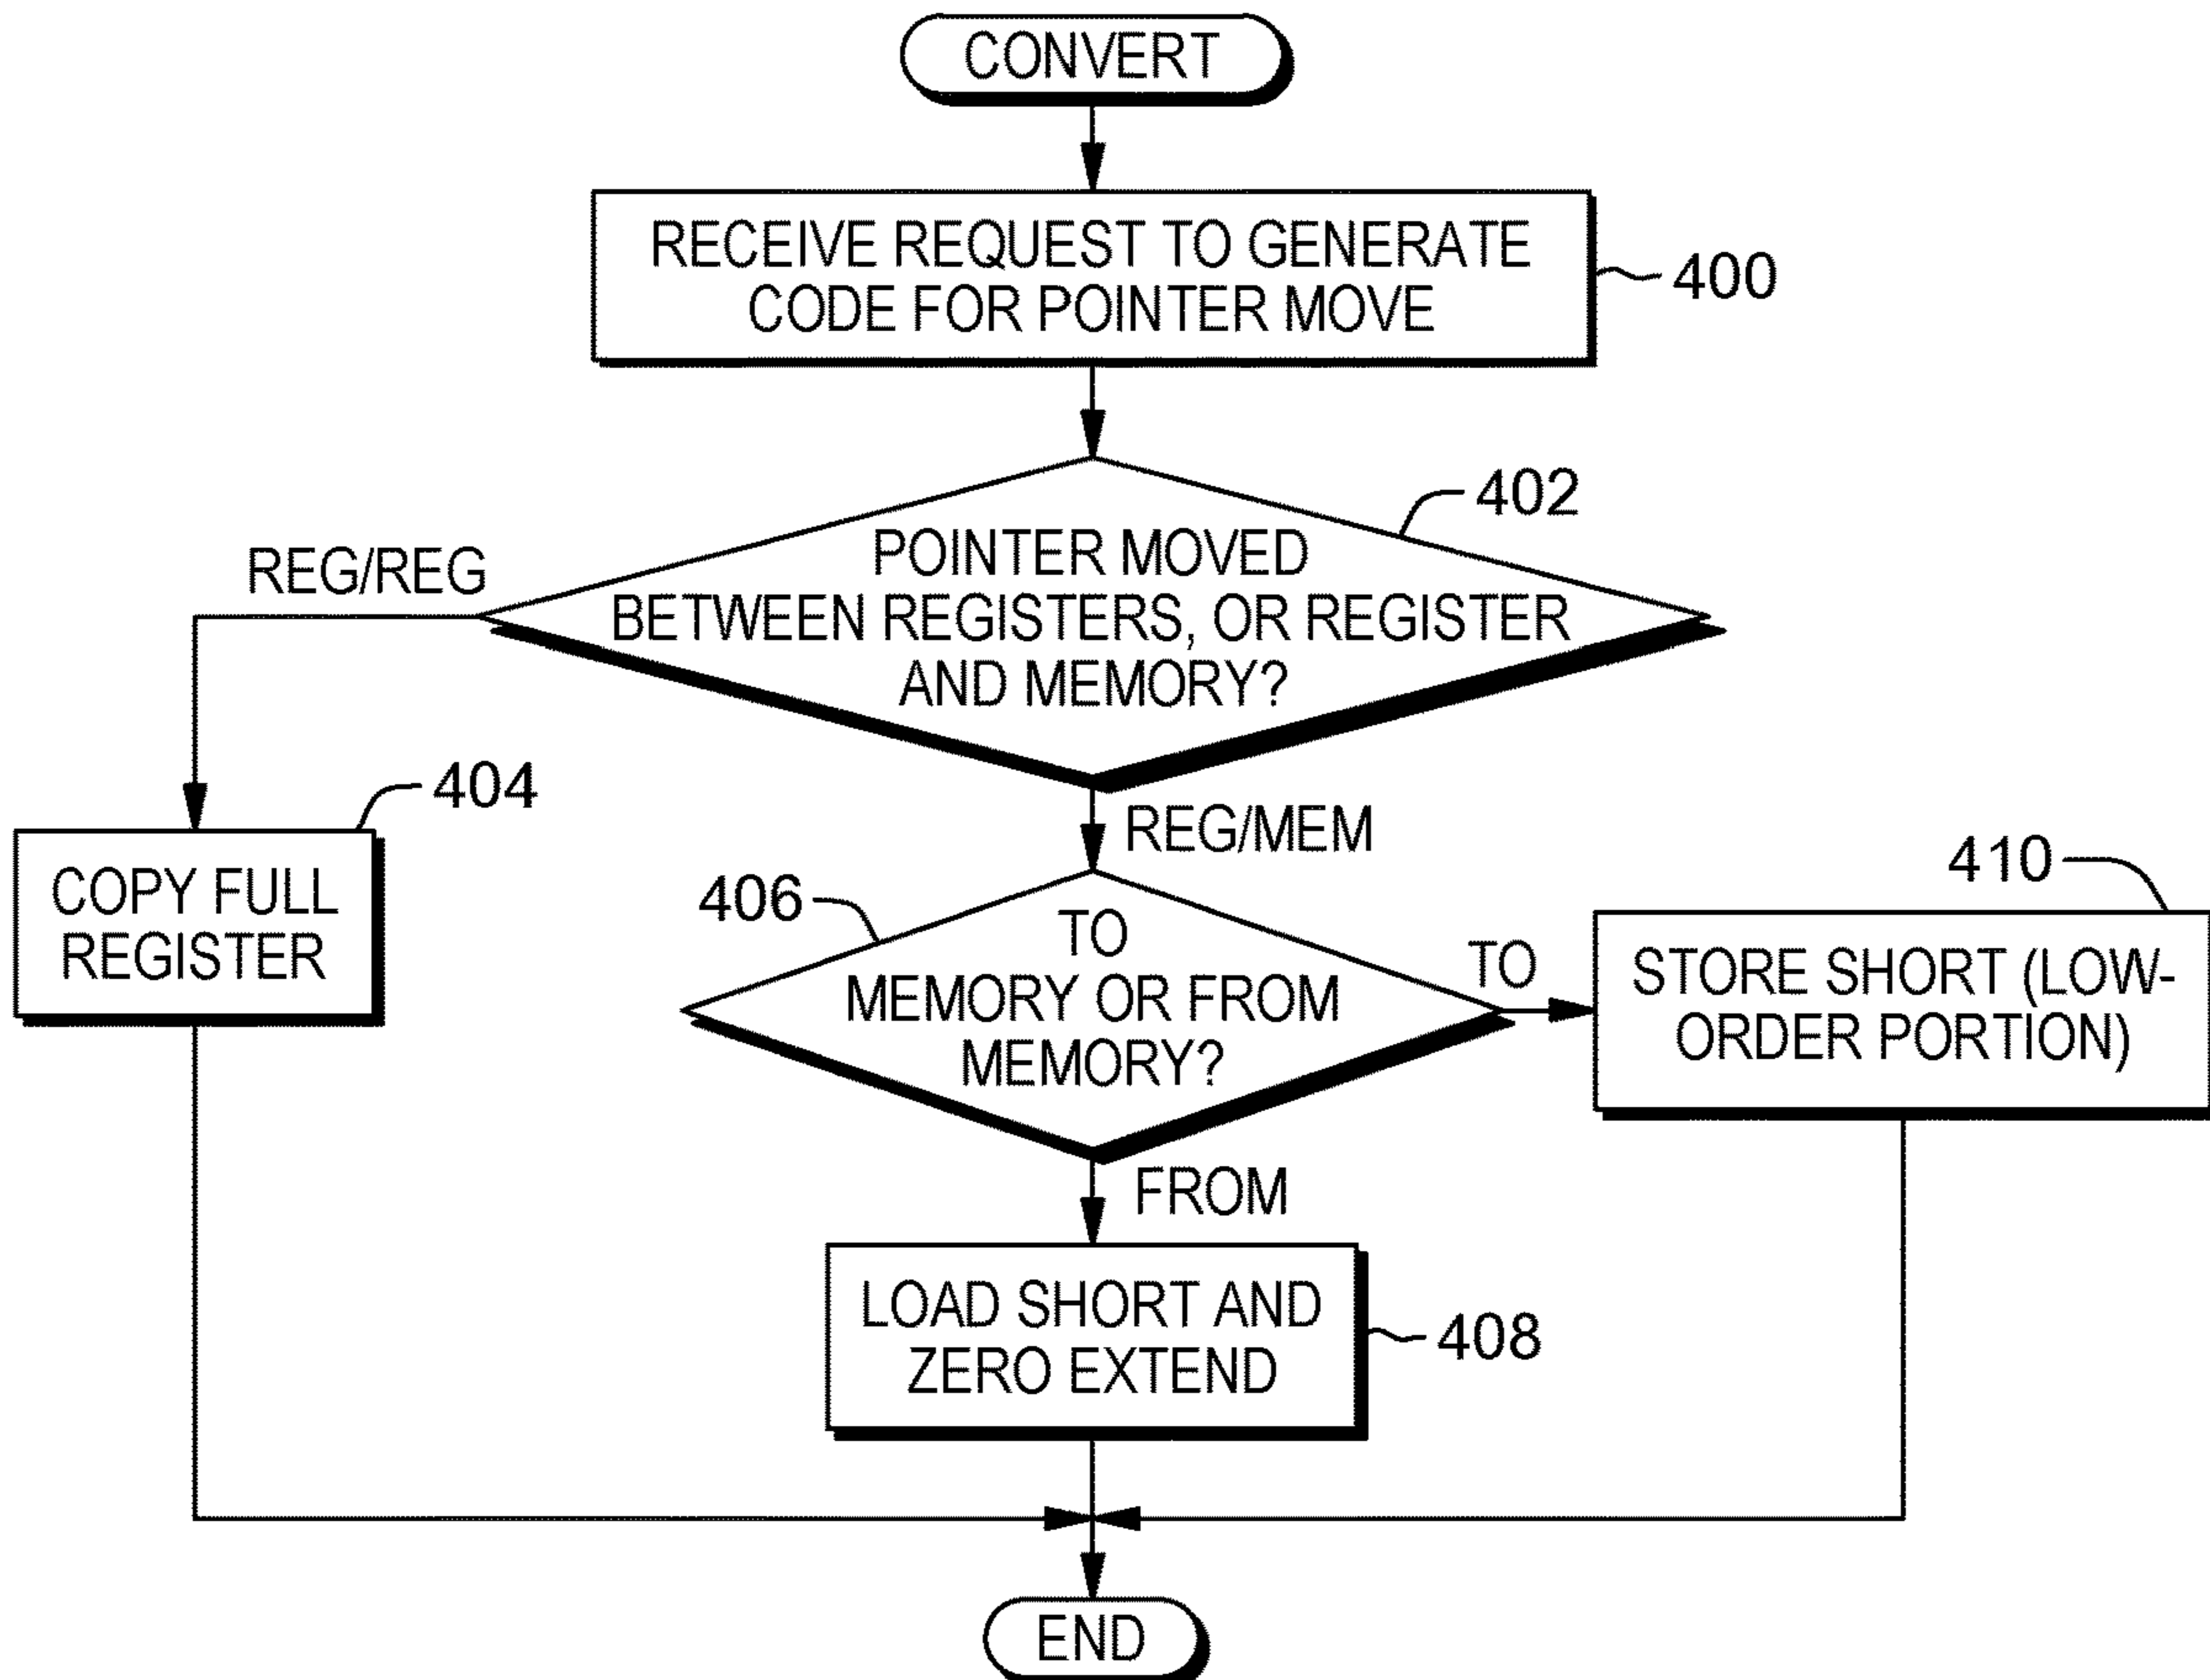 CONVERT
RECEIVE REQUEST TO GENERATE
CODE FOR POINTER MOVE
400
402
POINTER MOVED
BETWEEN REGISTERS, OR REGISTER
AND MEMORY?
REG/REG
404
COPY FULL
REGISTER
REG/MEM
406
TO
MEMORY OR FROM
MEMORY?
TO
410
STORE SHORT (LOW-
ORDER PORTION)
FROM
LOAD SHORT AND
ZERO EXTEND
408
END